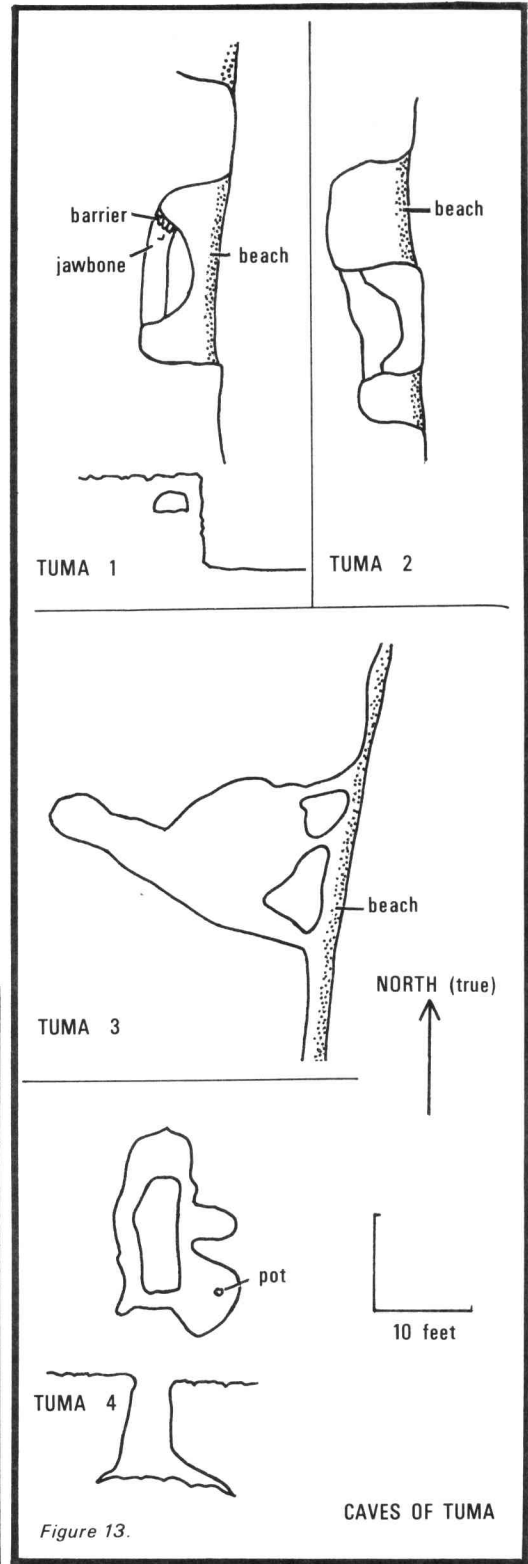 barrier
jawbone
beach
TUMA 1
beach
TUMA 2
beach
TUMA 3
NORTH (true)
pot
10 feet
TUMA 4
CAVES OF TUMA
Figure 13.